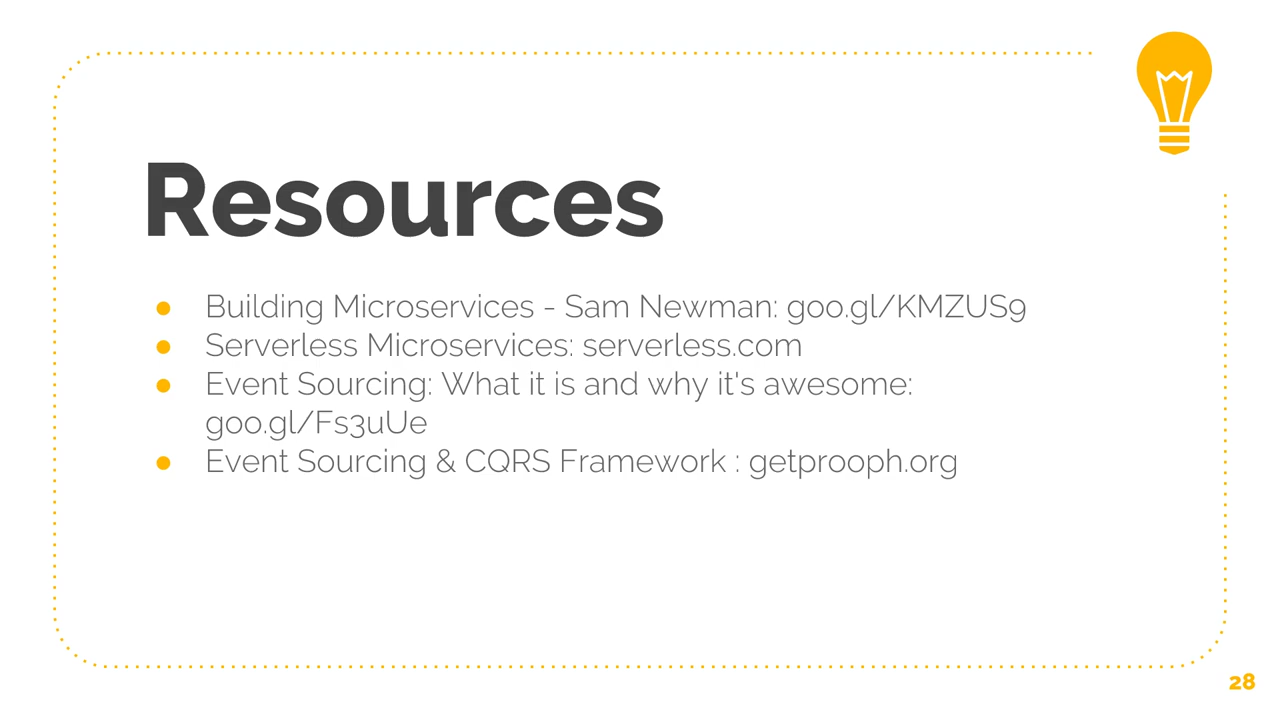 Resources
● Building Microservices - Sam Newman: goo.gl/KMZUS9
● Serverless Microservices: serverless.com
● Event Sourcing: What it is and why it's awesome:
goo.gl/Fs3uUe
● Event Sourcing & CQRS Framework : getprooph.org
28